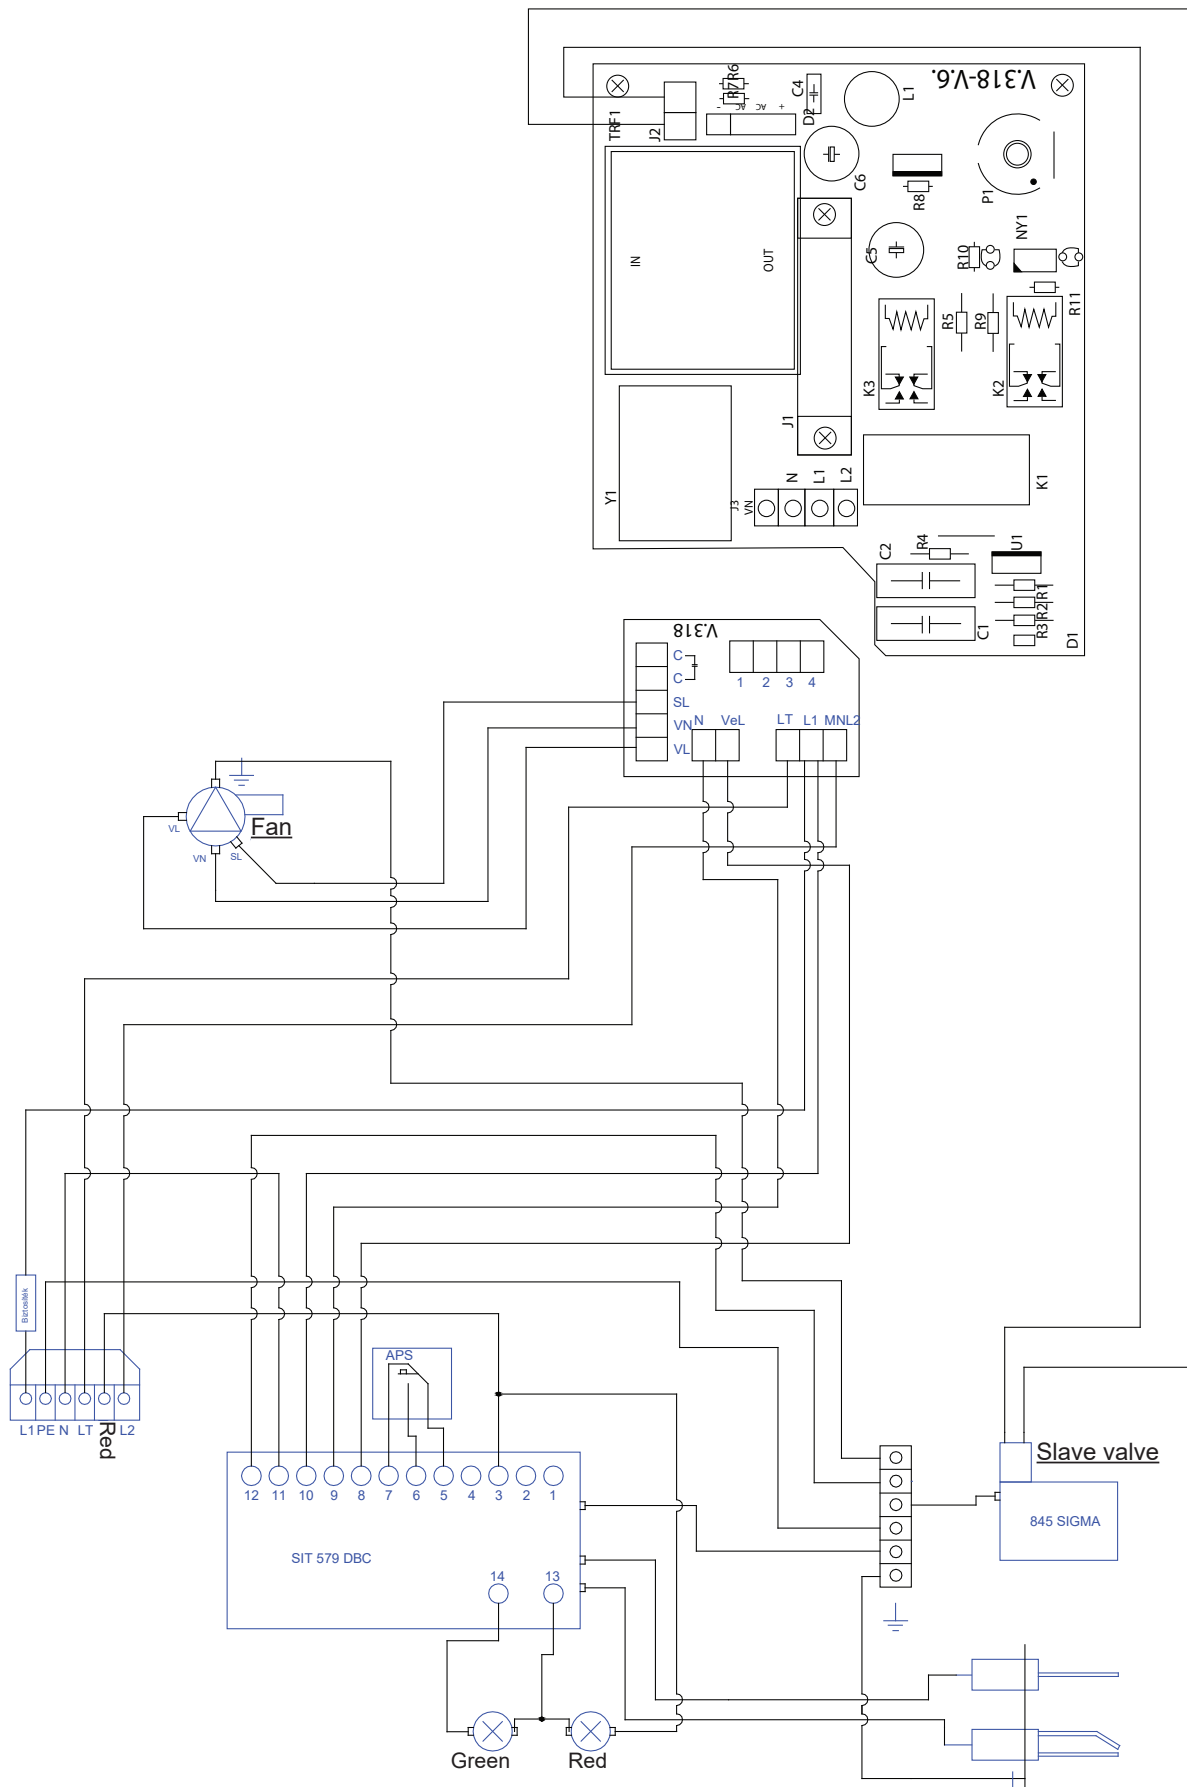 V.318-V.6.
R7R6
C4
L1
D2
- AC AC +
TRF1
J2
C6
R8
P1
NY1
IN
OUT
C5
R10
R11
R5
R9
K3
K2
J1
Y1
J3
VN
N
L1
L2
K1
C2
R4
U1
C1
R1
R2
R3
D1
V.318
C
C
SL
VN
VL
1 2 3 4
N VeL LT L1 MNL2
Fan
VL
VN
SL
Biztosíték
L1 PE N LT Red L2
APS
12 11 10 9 8 7 6 5 4 3 2 1
SIT 579 DBC
14 13
Slave valve
845 SIGMA
Green
Red